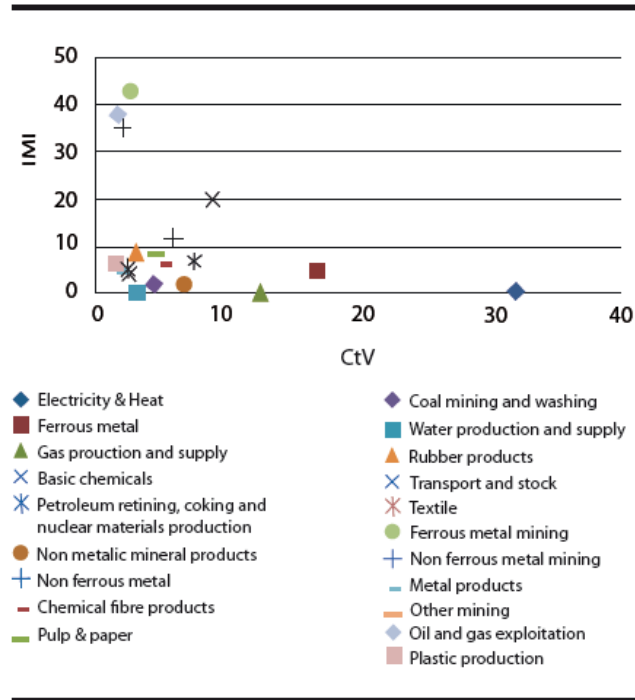 50
40
30
20
10
0
IMI
0 10 20 30 40
CtV
Electricity & Heat
Ferrous metal
Gas prouction and supply
Basic chemicals
Petroleum retining, coking and
nuclear materials production
Non metalic mineral products
Non ferrous metal
Chemical fibre products
Pulp & paper
Coal mining and washing
Water production and supply
Rubber products
Transport and stock
Textile
Ferrous metal mining
Non ferrous metal mining
Metal products
Other mining
Oil and gas exploitation
Plastic production